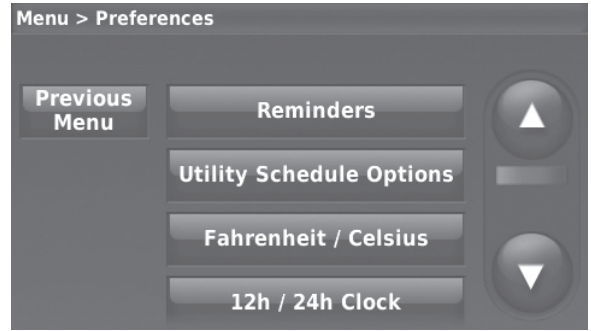 Menu > Preferences
Previous
Menu
Reminders
Utility Schedule Options
Fahrenheit / Celsius
12h / 24h Clock